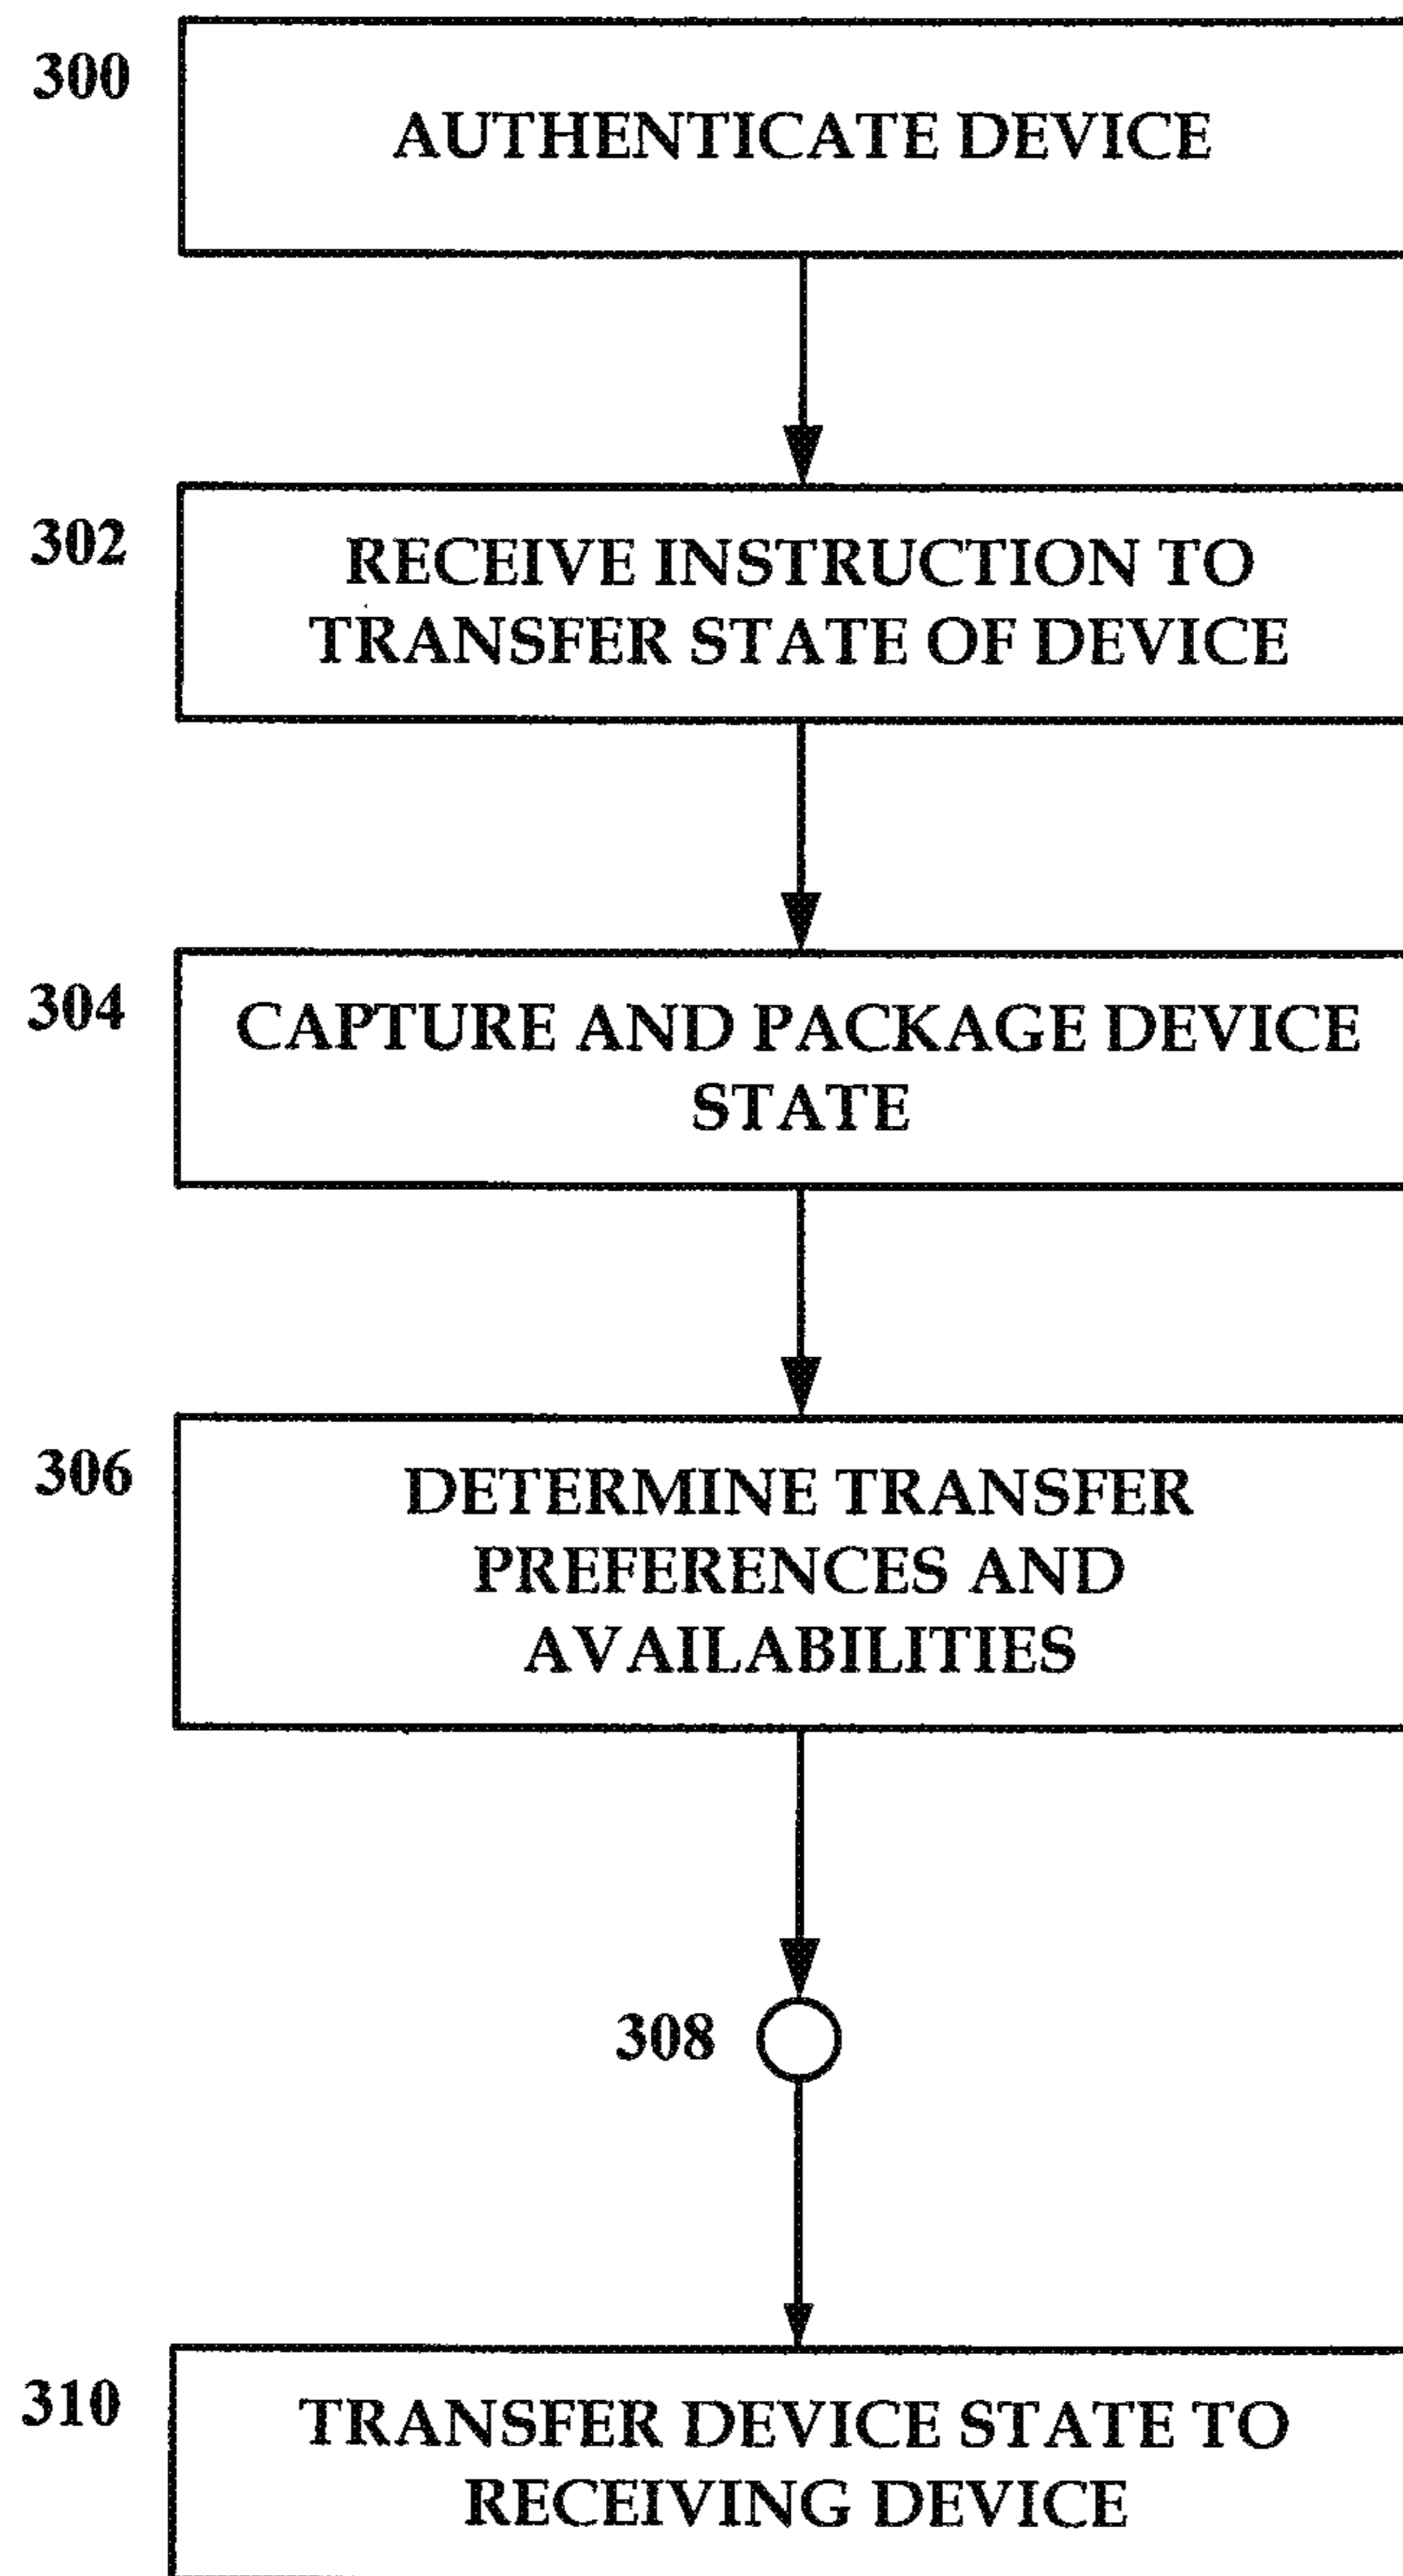 300
AUTHENTICATE DEVICE
302
RECEIVE INSTRUCTION TO
TRANSFER STATE OF DEVICE
304
CAPTURE AND PACKAGE DEVICE
STATE
306
DETERMINE TRANSFER
PREFERENCES AND
AVAILABILITIES
308
310
TRANSFER DEVICE STATE TO
RECEIVING DEVICE